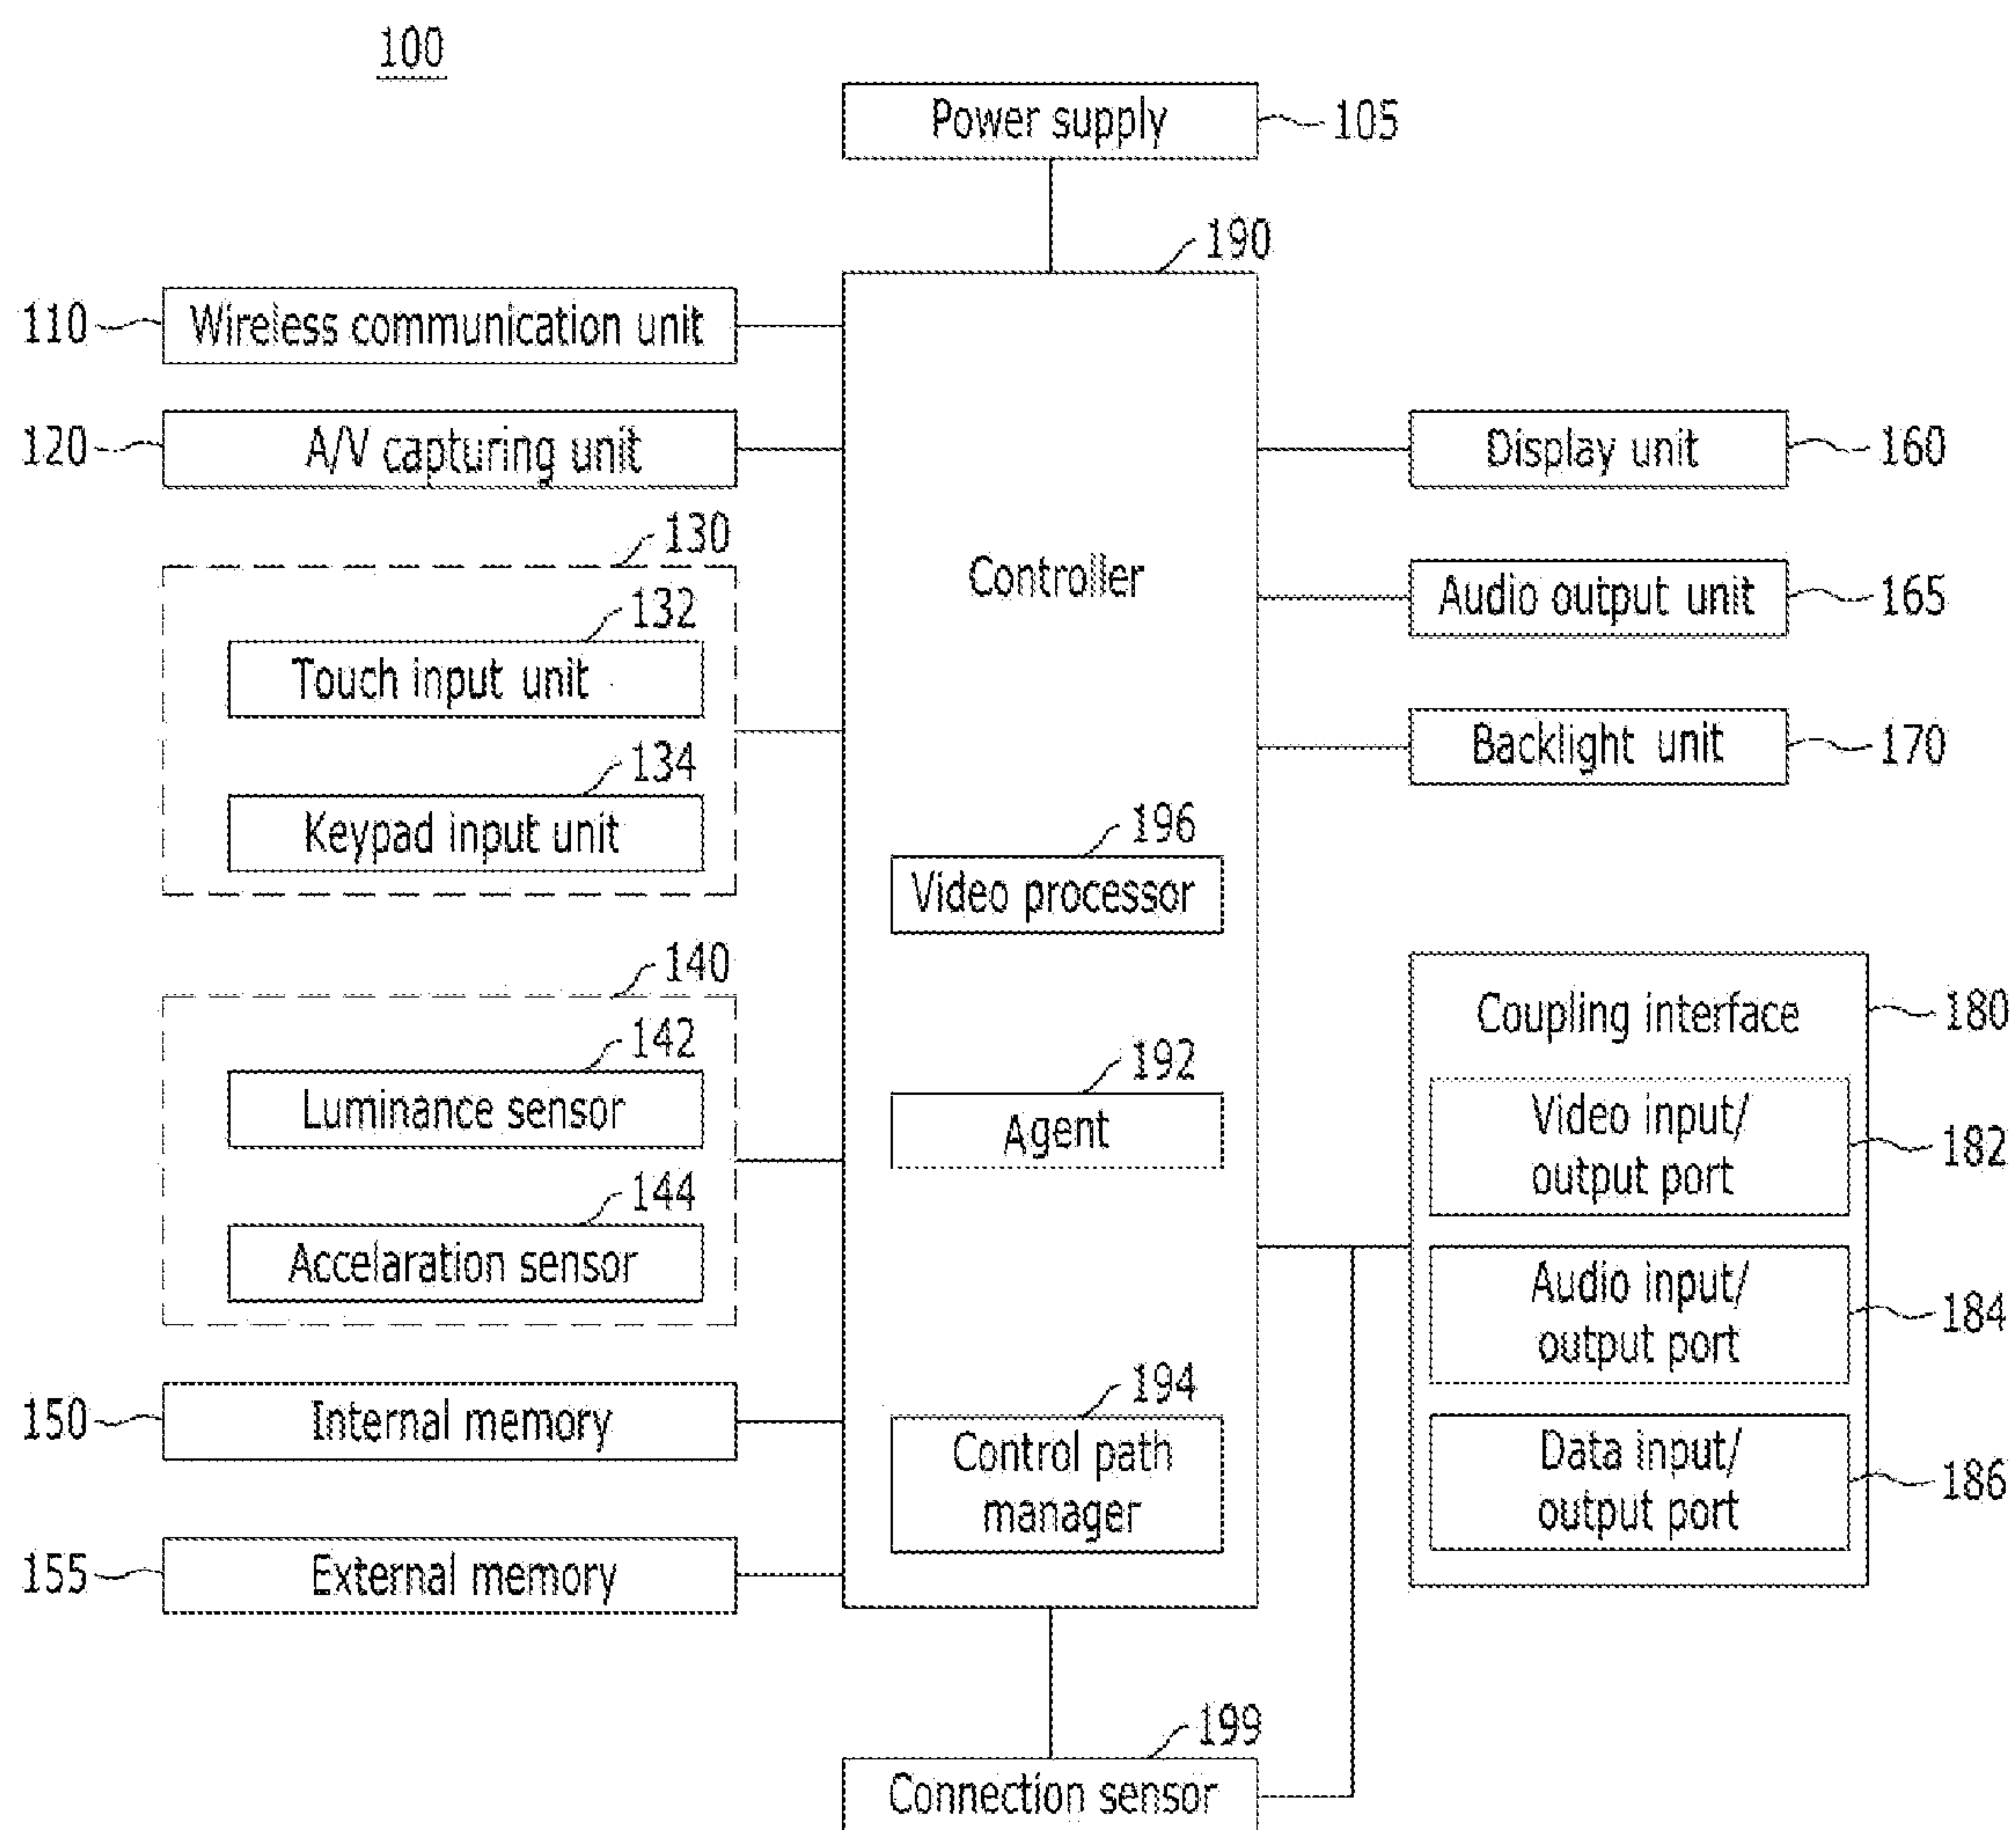 100
Power supply
105
190
110
Wireless communication unit
120
A/V capturing unit
Display unit
160
130
Controller
132
Audio output unit
165
Touch input unit
Backlight unit
170
134
Keypad input unit
196
Video processor
140
Coupling interface
180
142
192
Luminance sensor
Agent
Video input/
output port
182
144
Accelaration sensor
Audio input/
output port
184
194
150
Internal memory
Control path
manager
Data input/
output port
186
155
External memory
199
Connection sensor